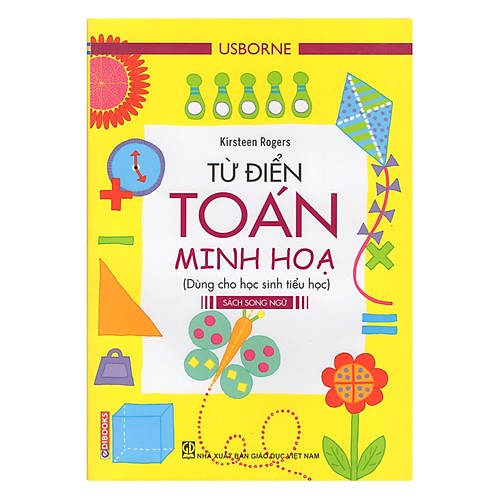 USBORNE
Kirsteen Rogers
TỪ ĐIỂN
TOÁN
MINH HOẠ
(Dùng cho học sinh tiểu học)
SÁCH SONG NGỮ
EDIBOOKS
NHÀ XUẤT BẢN GIÁO DỤC VIỆT NAM